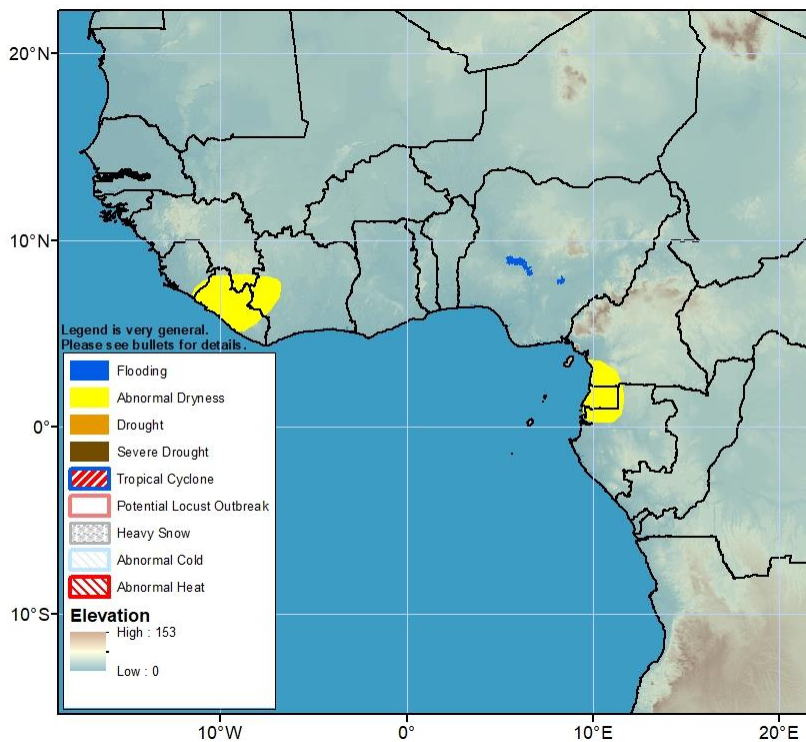 20°N
10°N
0°
10°S
Legend is very general.
Please see bullets for details.
Flooding
Abnormal Dryness
Drought
Severe Drought
Tropical Cyclone
Potential Locust Outbreak
Heavy Snow
Abnormal Cold
Abnormal Heat
Elevation
High : 153
Low : 0
10°W
0°
10°E
20°E